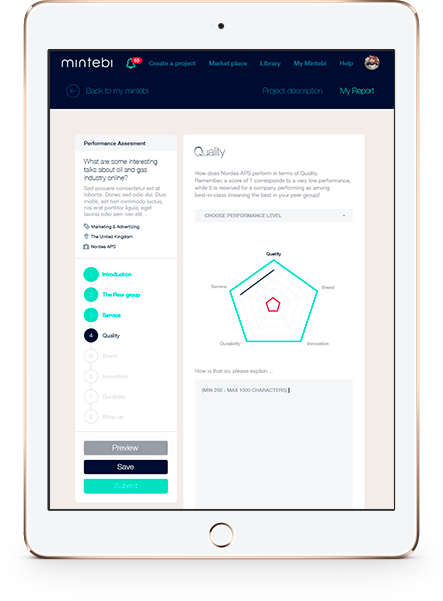 mintebi
10
Create a project
Market place
Library
My Mintebi
Help
Back to my mintebi
Project description
My Report
Performance Assesment
What are some interesting
talks about oil and gas
industry online?
Sed posuere consectetur est at
lobortis. Donec sed odio dui. Duis
mollis, est non commodo luctus,
nisi erat porttitor ligula, eget
lacinia odio sem nec elit...
Marketing & Advertizing
The United Kingdom
Nordea APS
Introduction
The Peer group
Service
4
Quality
5
Brand
6
Innovation
7
Durability
8
Wrap-up
Preview
Save
Submit
Quality
How does Nordea APS perform in terms of Quality.
Remember, a score of 1 corresponds to a very low performance,
while 5 is reserved for a company performing as among
best-in-class (meaning the best in your peer group)!
CHOOSE PERFORMANCE LEVEL
Quality
Service
Brand
Durability
Innovation
How is that so, please explain ...
(MIN 250 - MAX 1000 CHARACTERS)